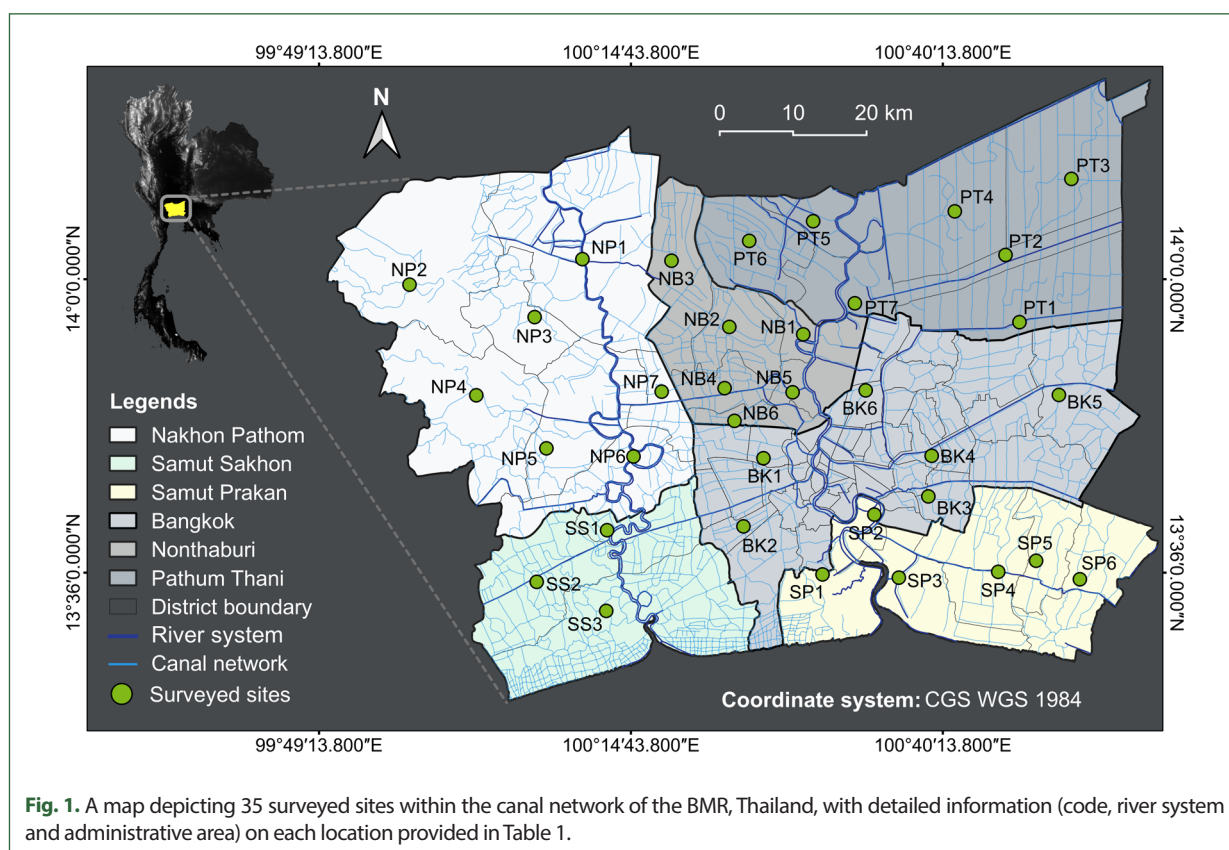 99°49′13.800″E 100°14′43.800″E 100°40′13.800″E
N
0 10 20 km
14°0′0.000″N
13°36′0.000″N
14°0′0.000″N
13°36′0.000″N
PT3
PT4
PT5
PT2
PT6
NP1
NB3
NP2
PT7
PT1
NB2
NB1
NP3
NP7
NB4
NB5
NP4
BK6
BK5
NB6
NP5
NP6
BK1
BK4
BK3
SS1
BK2
SP2
SP5
SP6
SS2
SP1
SP3
SP4
SS3
Legends
Nakhon Pathom
Samut Sakhon
Samut Prakan
Bangkok
Nonthaburi
Pathum Thani
District boundary
River system
Canal network
Surveyed sites
Coordinate system: CGS WGS 1984
99°49′13.800″E 100°14′43.800″E 100°40′13.800″E
Fig. 1. A map depicting 35 surveyed sites within the canal network of the BMR, Thailand, with detailed information (code, river system
and administrative area) on each location provided in Table 1.